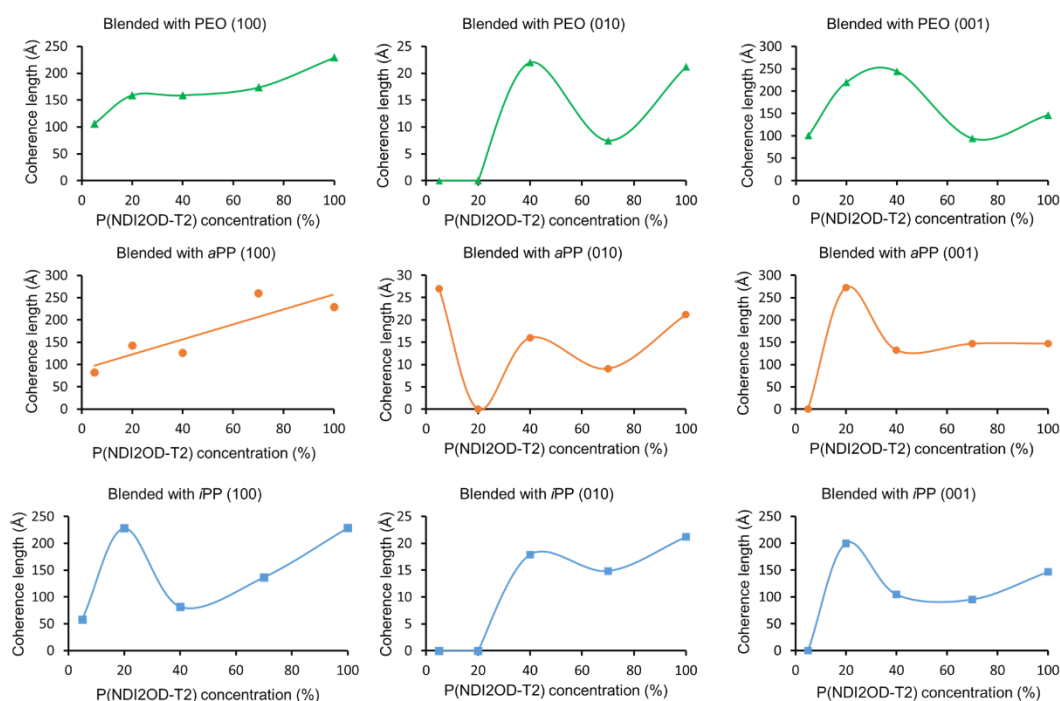 Blended with PEO (100)
Coherence length (Å)
250
200
150
100
50
0
0 20 40 60 80 100
P(NDI2OD-T2) concentration (%)
Blended with PEO (010)
Coherence length (Å)
25
20
15
10
5
0
0 20 40 60 80 100
P(NDI2OD-T2) concentration (%)
Blended with PEO (001)
Coherence length (Å)
300
250
200
150
100
50
0
0 20 40 60 80 100
P(NDI2OD-T2) concentration (%)
Blended with aPP (100)
Coherence length (Å)
300
250
200
150
100
50
0
0 20 40 60 80 100
P(NDI2OD-T2) concentration (%)
Blended with aPP (010)
Coherence length (Å)
30
25
20
15
10
5
0
0 20 40 60 80 100
P(NDI2OD-T2) concentration (%)
Blended with aPP (001)
Coherence length (Å)
300
250
200
150
100
50
0
0 20 40 60 80 100
P(NDI2OD-T2) concentration (%)
Blended with iPP (100)
Coherence length (Å)
250
200
150
100
50
0
0 20 40 60 80 100
P(NDI2OD-T2) concentration (%)
Blended with iPP (010)
Coherence length (Å)
25
20
15
10
5
0
0 20 40 60 80 100
P(NDI2OD-T2) concentration (%)
Blended with iPP (001)
Coherence length (Å)
250
200
150
100
50
0
0 20 40 60 80 100
P(NDI2OD-T2) concentration (%)